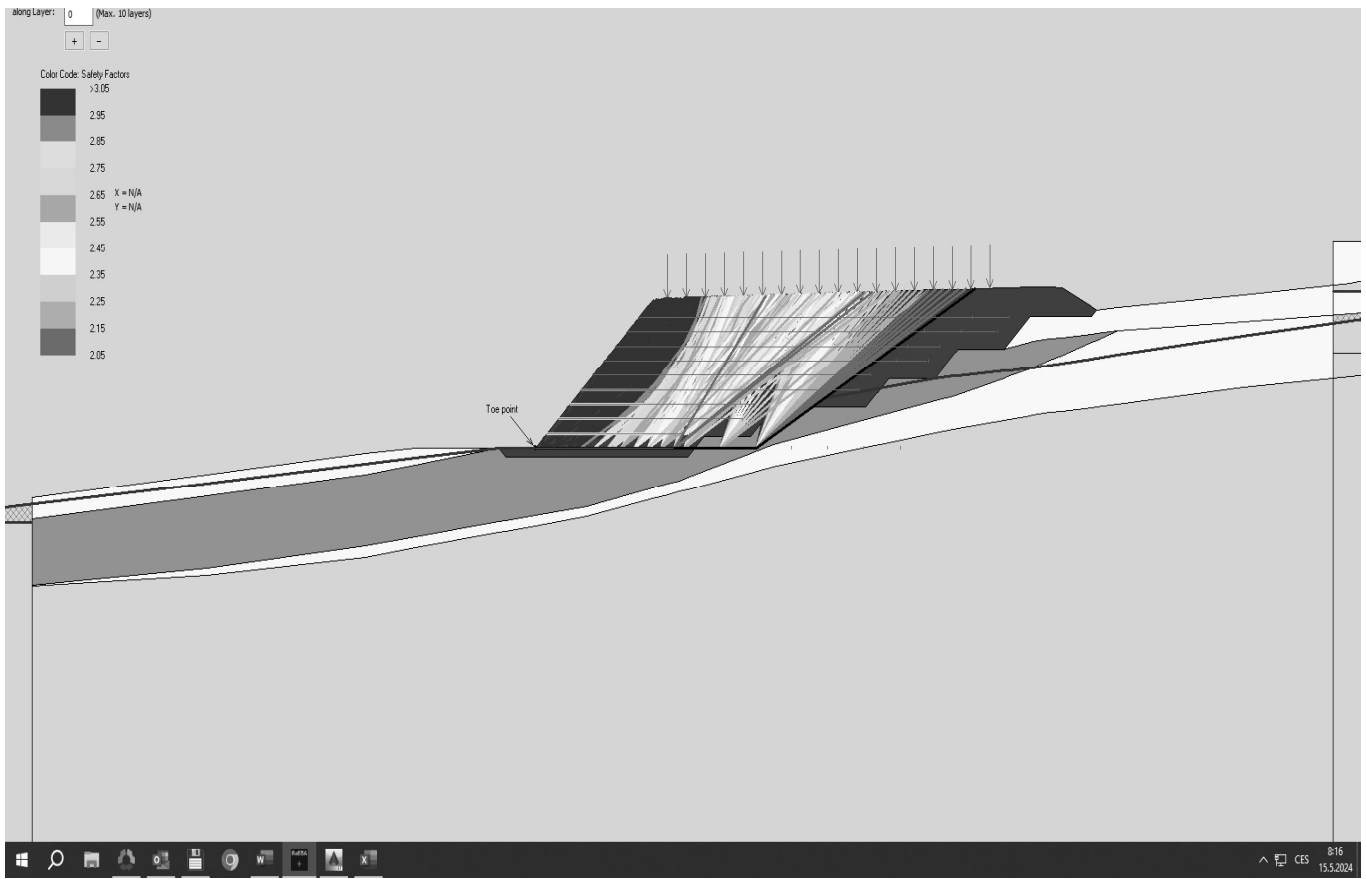 along Layer: 0 (Max. 10 layers)
+ −
Color Code: Safety Factors
>3.05
2.95
2.85
2.75
2.65
2.55
2.45
2.35
2.25
2.15
2.05
X = N/A
Y = N/A
Toe point
CES
8:16
15.5.2024